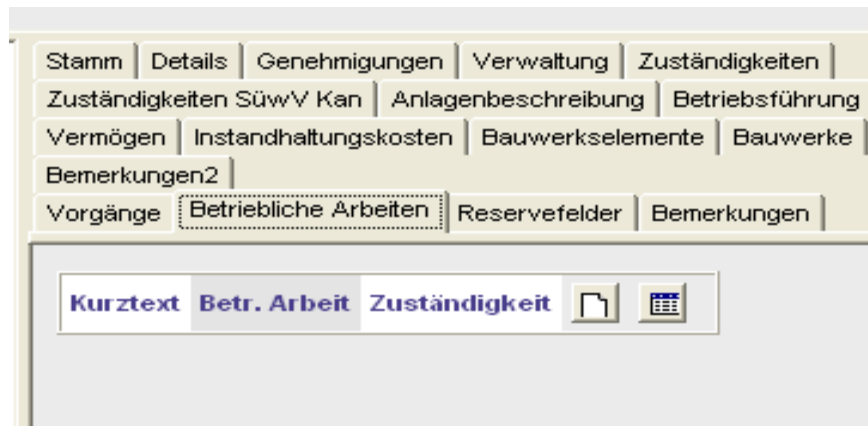 Stamm Details Genehmigungen Verwaltung Zuständigkeiten
Zuständigkeiten SüwV Kan Anlagenbeschreibung Betriebsführung
Vermögen Instandhaltungskosten Bauwerkselemente Bauwerke
Bemerkungen2
Vorgänge Betriebliche Arbeiten Reservefelder Bemerkungen
Kurztext Betr. Arbeit Zuständigkeit